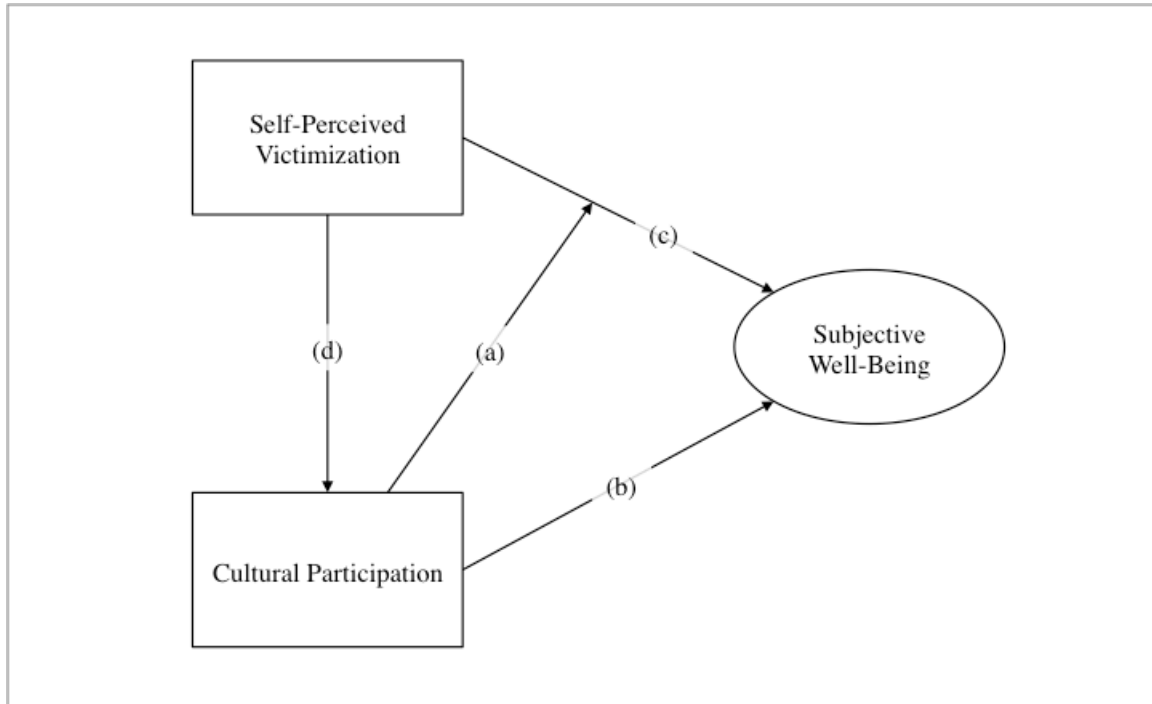 Self-Perceived
Victimization
(c)
Subjective
Well-Being
(d)
(a)
(b)
Cultural Participation